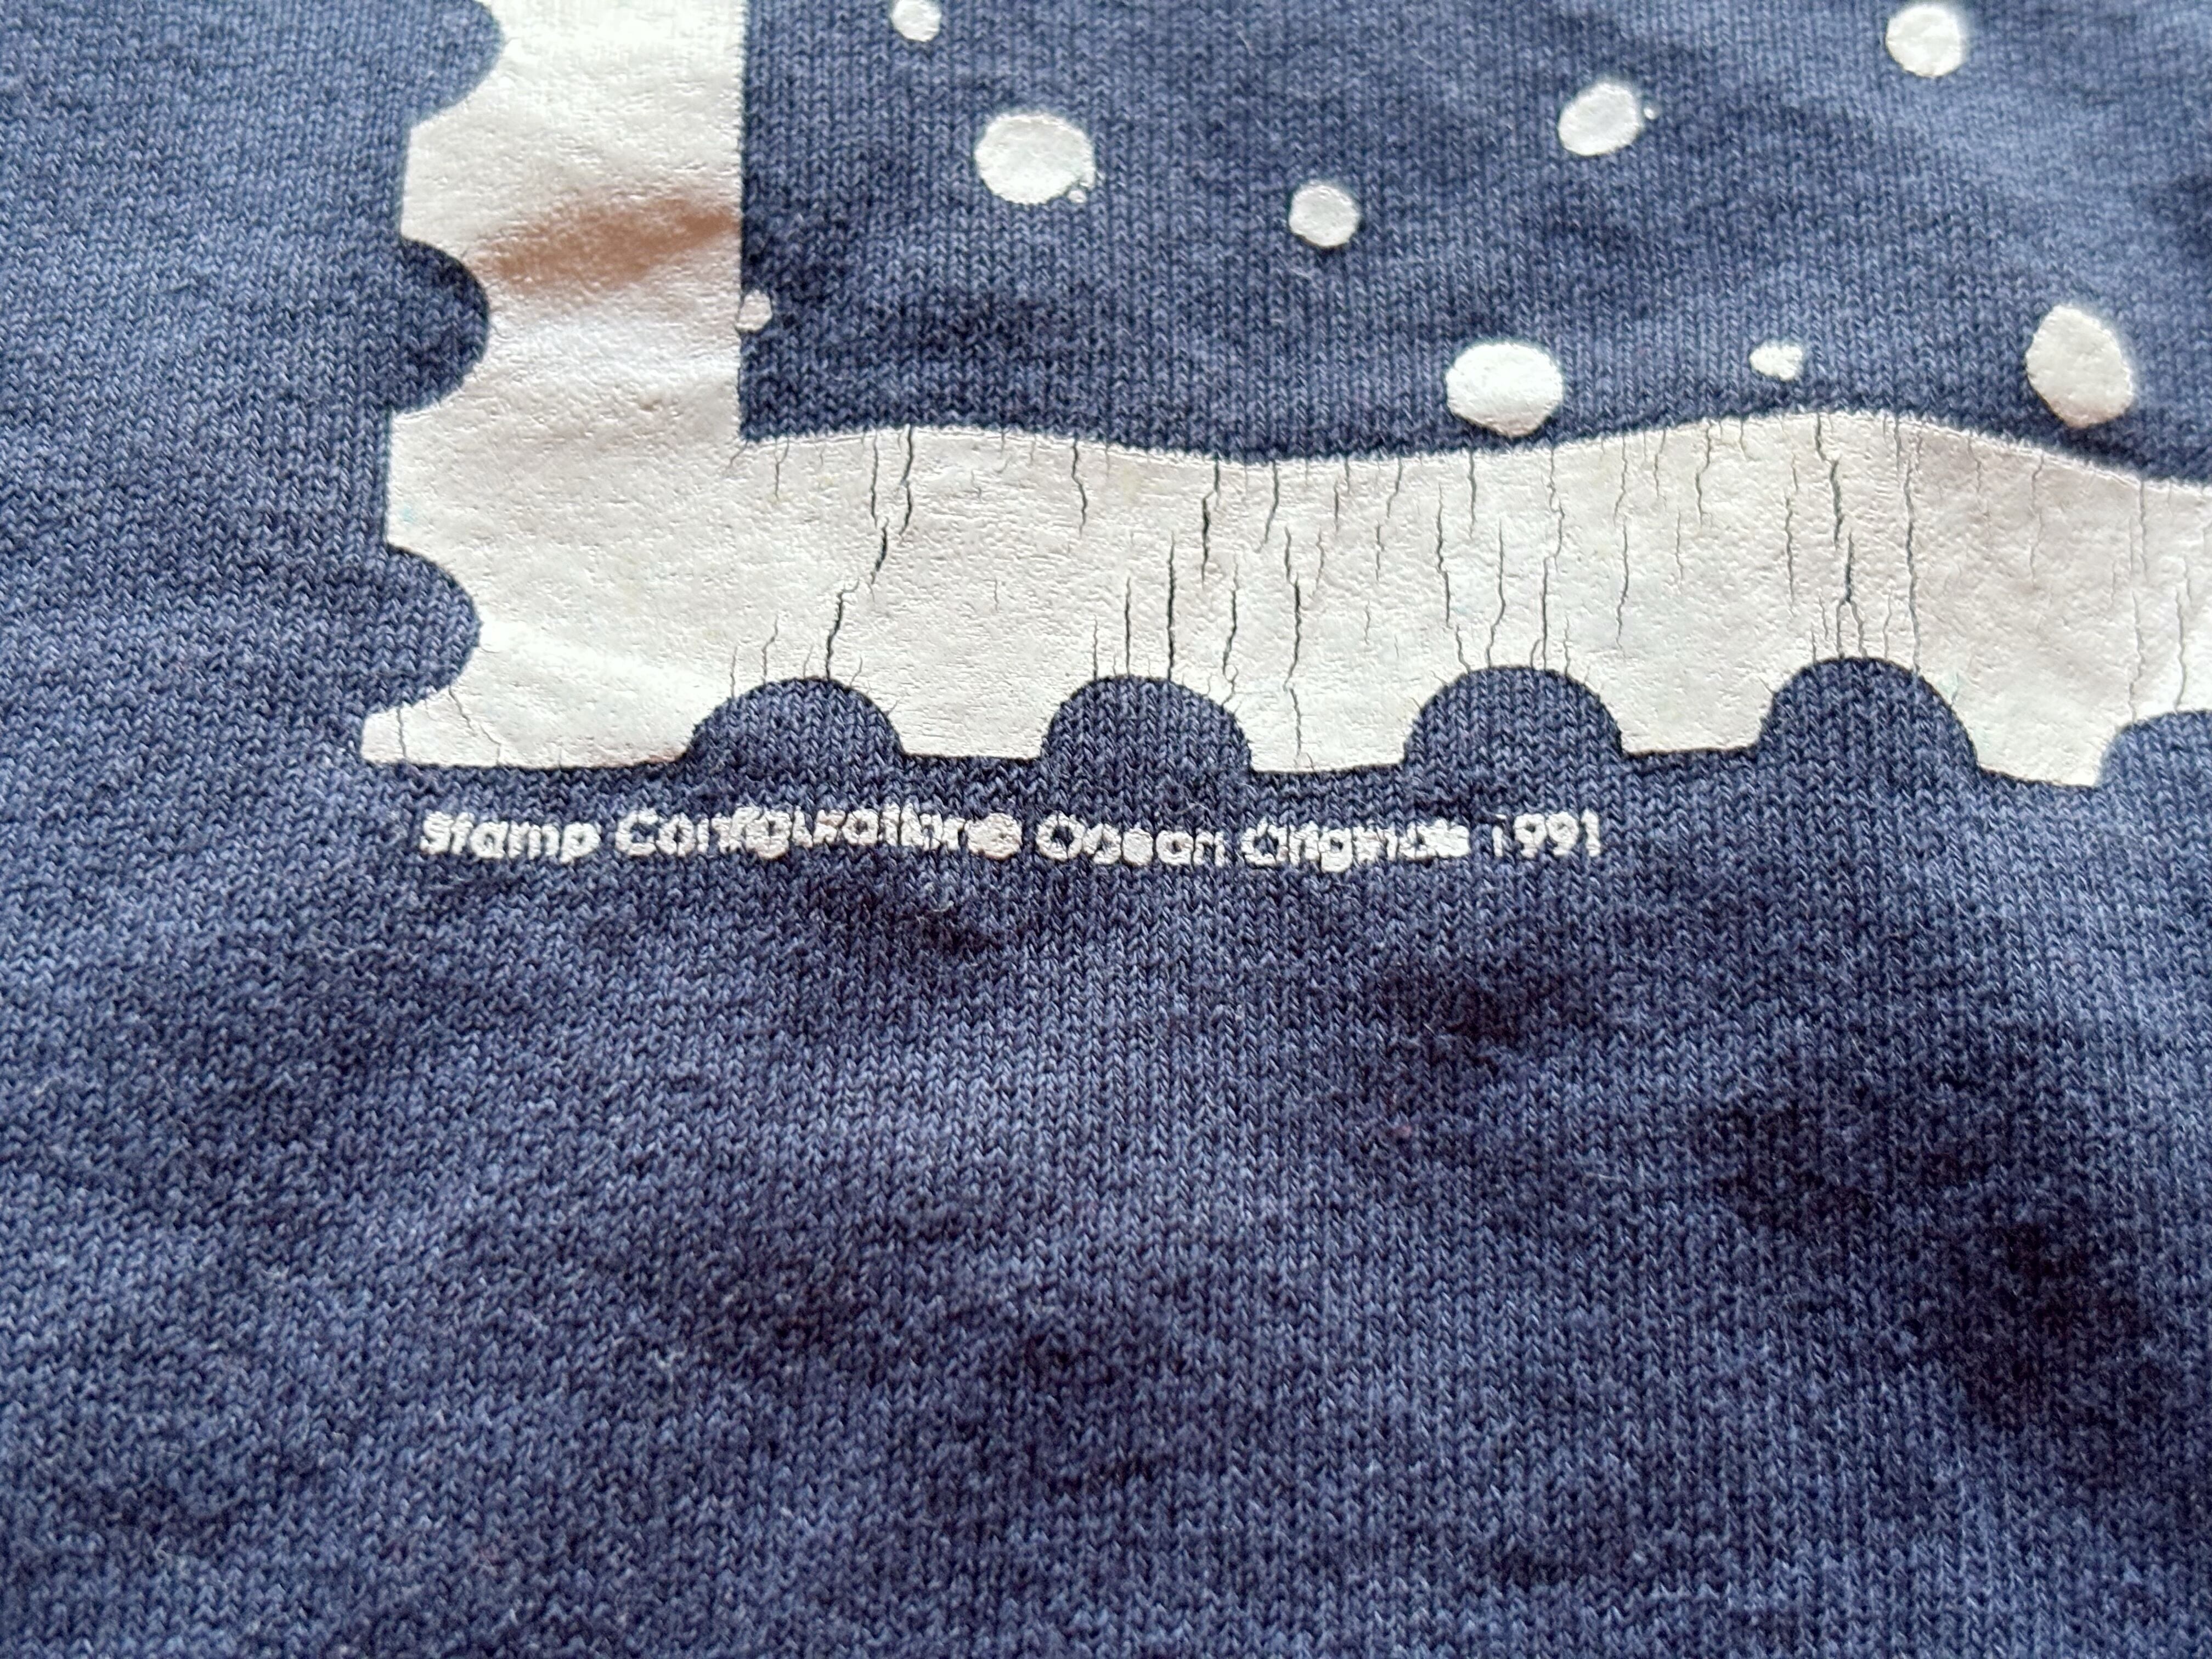 Stamp Configuration© Ocean Originals 1991